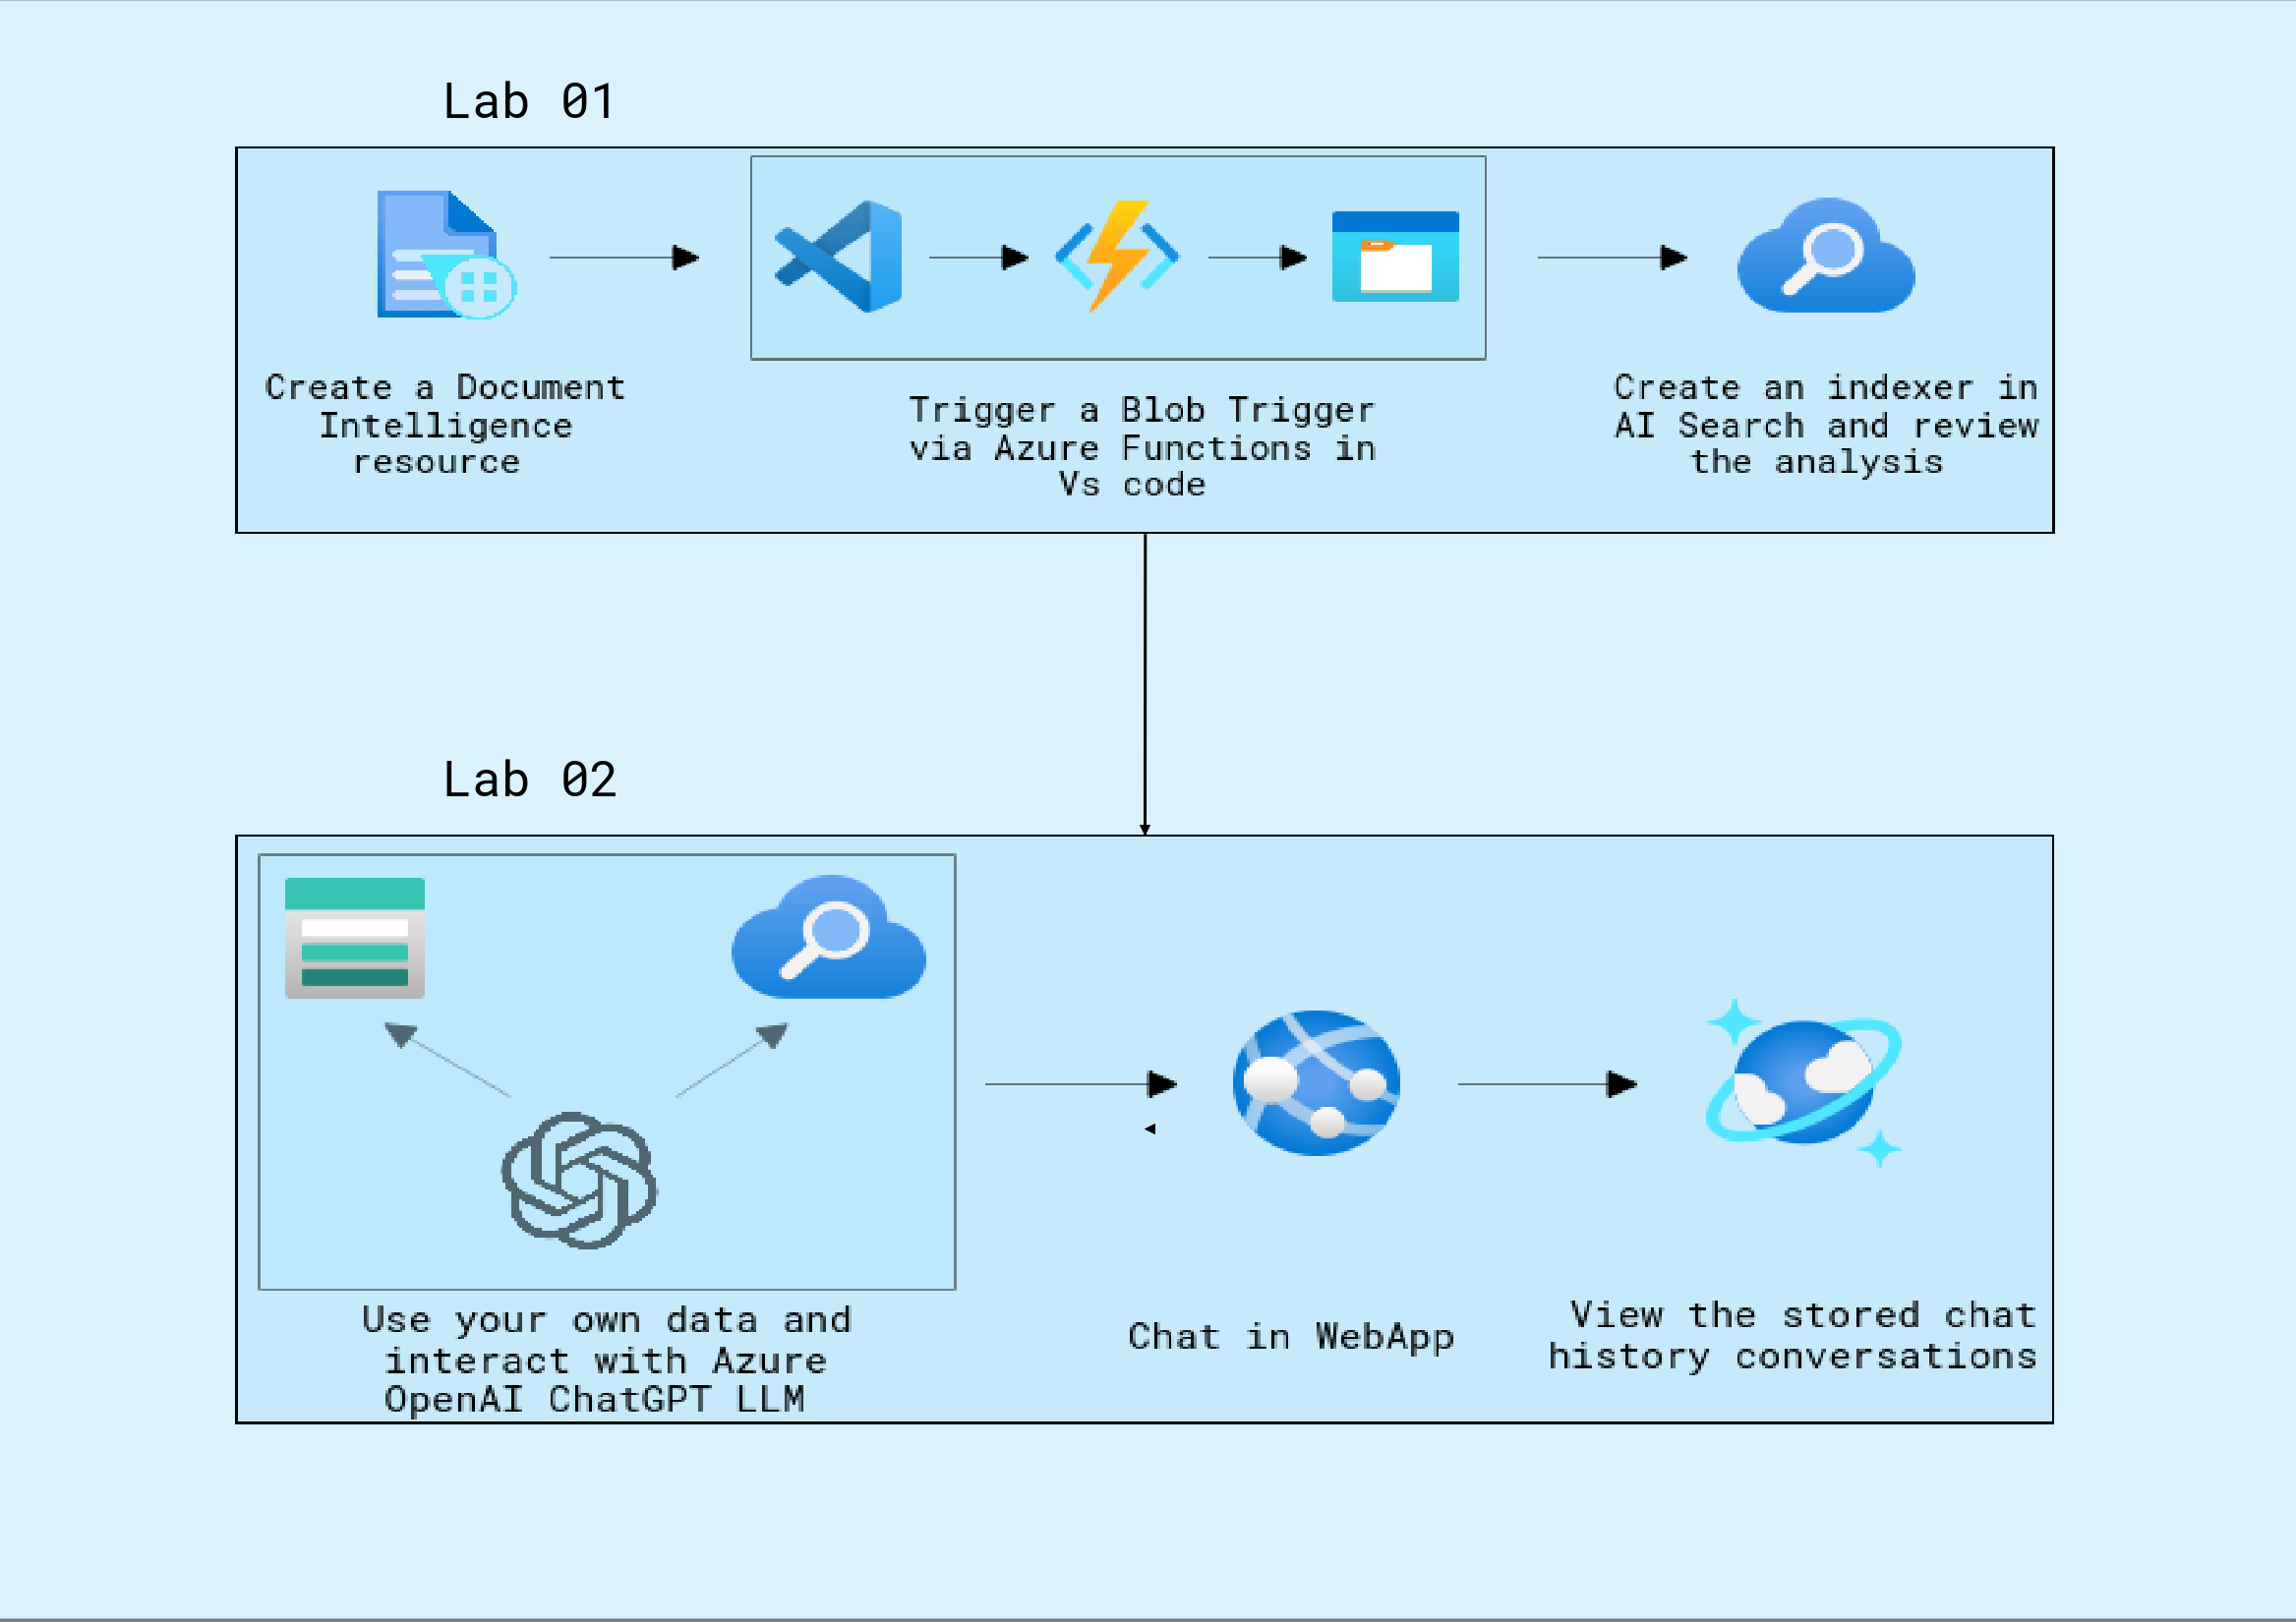 Lab 01
Create a Document
Intelligence
resource
Trigger a Blob Trigger
via Azure Functions in
Vs code
Create an indexer in
AI Search and review
the analysis
Lab 02
Use your own data and
interact with Azure
OpenAI ChatGPT LLM
Chat in WebApp
View the stored chat
history conversations